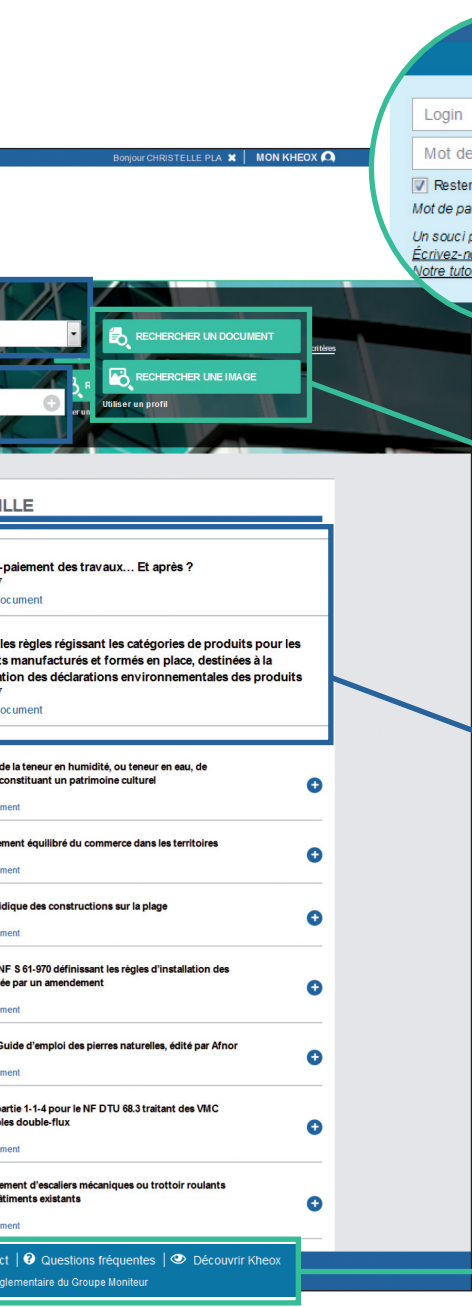 Login
Mot de
Rester
Mot de pa
Un souci p
Écrivez-n
Notre tuto
Bonjour CHRISTELLE PLA ✖ | MON KHEOX
RECHERCHER UN DOCUMENT
critères
RECHERCHER UNE IMAGE
Utiliser un profil
ILLE
-paiement des travaux… Et après ?
ocument
les règles régissant les catégories de produits pour les
ts manufacturés et formés en place, destinées à la
ation des déclarations environnementales des produits
ocument
de la teneur en humidité, ou teneur en eau, de
constituant un patrimoine culturel
ment
ement équilibré du commerce dans les territoires
ment
idique des constructions sur la plage
ment
NF S 61-970 définissant les règles d'installation des
ée par un amendement
ment
Guide d'emploi des pierres naturelles, édité par Afnor
ment
partie 1-1-4 pour le NF DTU 68.3 traitant des VMC
les double-flux
ment
ement d'escaliers mécaniques ou trottoir roulants
âtiments existants
ment
ct | Questions fréquentes | Découvrir Kheox
glementaire du Groupe Moniteur